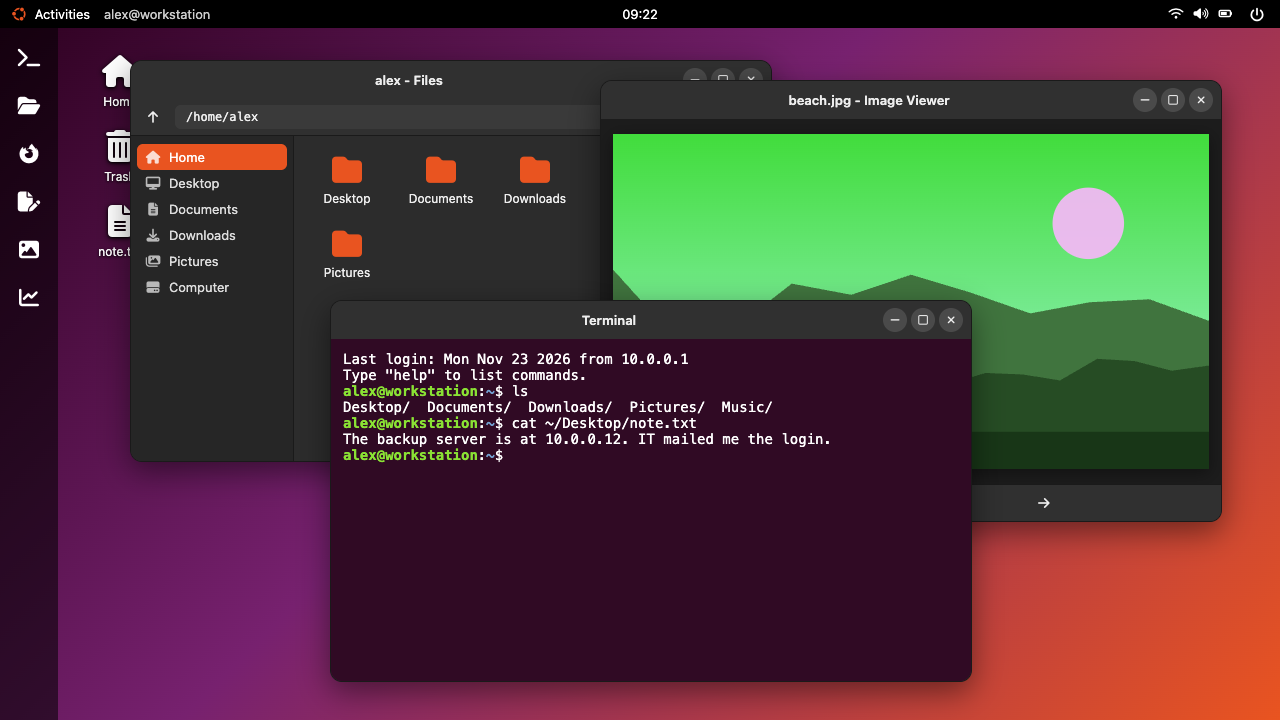 Activities alex@workstation 09:22
Home
Trash
note.t
alex - Files
/home/alex
Home
Desktop
Documents
Downloads
Pictures
Computer
Desktop Documents Downloads
Pictures
beach.jpg - Image Viewer
Terminal
Last login: Mon Nov 23 2026 from 10.0.0.1
Type "help" to list commands.
alex@workstation:~$ ls
Desktop/ Documents/ Downloads/ Pictures/ Music/
alex@workstation:~$ cat ~/Desktop/note.txt
The backup server is at 10.0.0.12. IT mailed me the login.
alex@workstation:~$